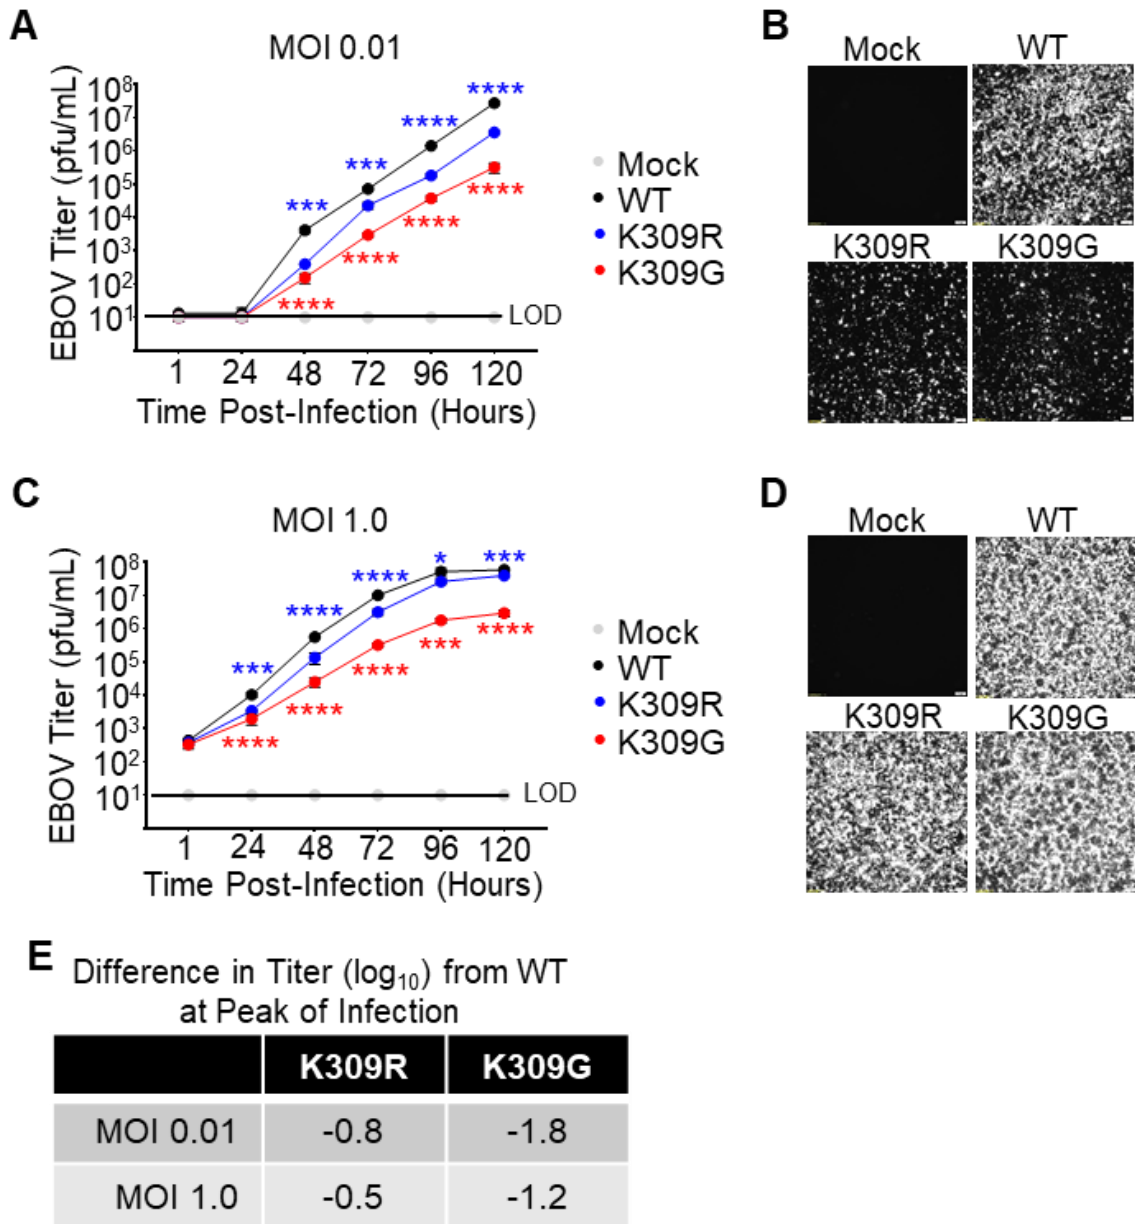 A
MOI 0.01
EBOV Titer (pfu/mL)
10⁸
10⁷
10⁶
10⁵
10⁴
10³
10²
10¹
*** *** **** ****
**** **** **** ****
LOD
1 24 48 72 96 120
Time Post-Infection (Hours)
Mock
WT
K309R
K309G
B
Mock WT
K309R K309G
C
MOI 1.0
EBOV Titer (pfu/mL)
10⁸
10⁷
10⁶
10⁵
10⁴
10³
10²
10¹
*** **** **** * ***
**** **** **** *** ****
LOD
1 24 48 72 96 120
Time Post-Infection (Hours)
Mock
WT
K309R
K309G
D
Mock WT
K309R K309G
E
Difference in Titer (log₁₀) from WT
at Peak of Infection
K309R K309G
MOI 0.01 -0.8 -1.8
MOI 1.0 -0.5 -1.2